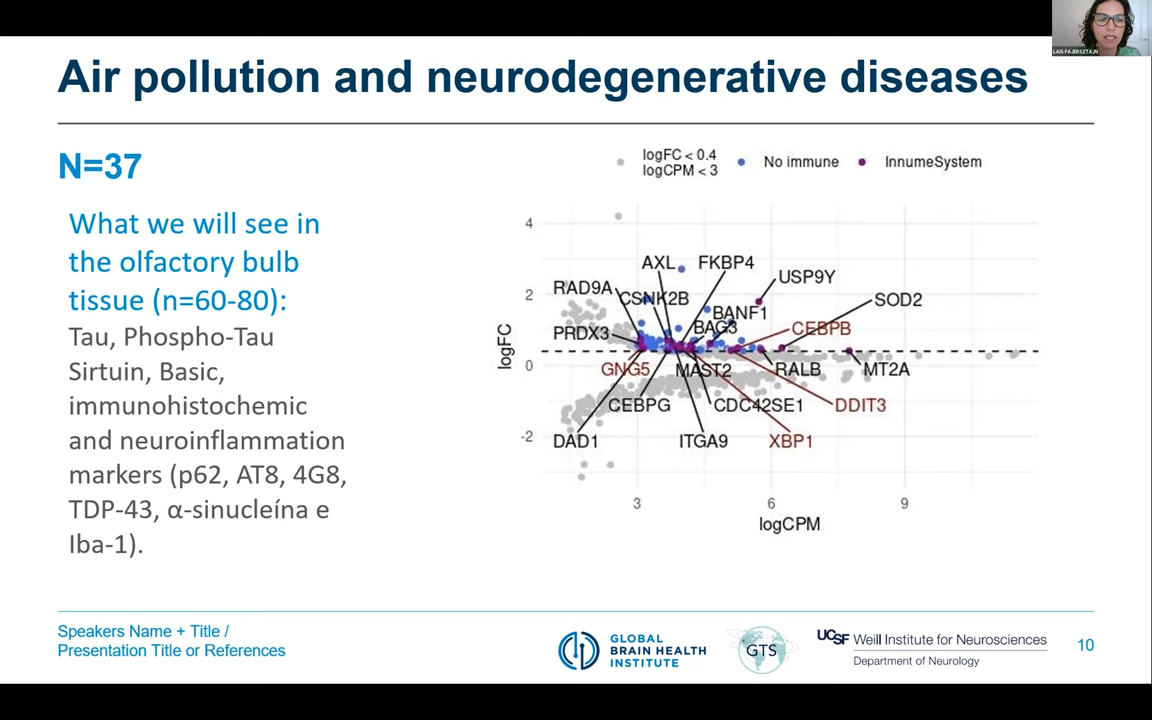 LAIS FAJERSZTAJN
Air pollution and neurodegenerative diseases
N=37
What we will see in
the olfactory bulb
tissue (n=60-80):
Tau, Phospho-Tau
Sirtuin, Basic,
immunohistochemic
and neuroinflammation
markers (p62, AT8, 4G8,
TDP-43, α-sinucleína e
Iba-1).
logFC < 0.4
logCPM < 3
No immune
InnumeSystem
4
2
0
-2
logFC
AXL
FKBP4
USP9Y
RAD9A
CSNK2B
SOD2
BANF1
PRDX3
BAG3
CEBPB
GNG5
MAST2
RALB
MT2A
CEBPG
CDC42SE1
DDIT3
DAD1
ITGA9
XBP1
3
6
9
logCPM
Speakers Name + Title /
Presentation Title or References
GLOBAL
BRAIN HEALTH
INSTITUTE
GTS
UCSF Weill Institute for Neurosciences
Department of Neurology
10